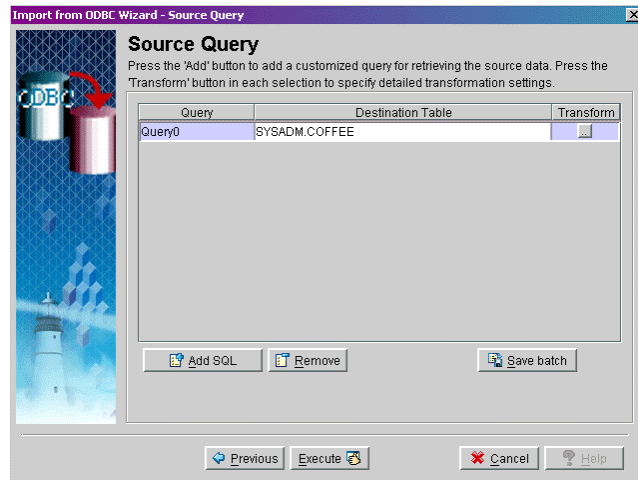 Import from ODBC Wizard - Source Query
ODBC
Source Query
Press the 'Add' button to add a customized query for retrieving the source data. Press the
'Transform' button in each selection to specify detailed transformation settings.
Query Destination Table Transform
Query0 SYSADM.COFFEE ...
Add SQL Remove Save batch
Previous Execute Cancel Help